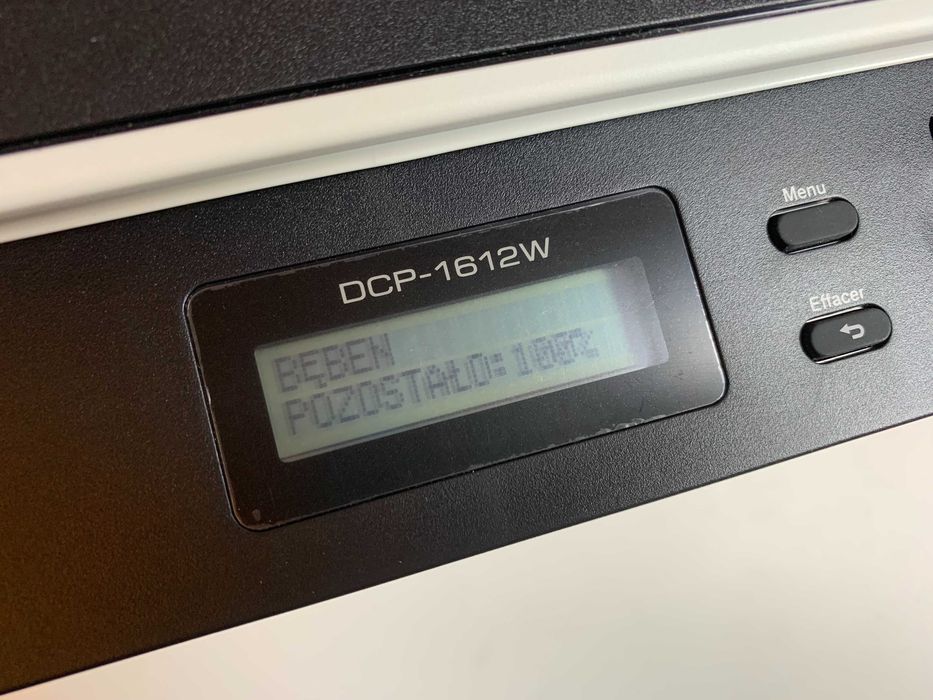 DCP-1612W
BĘBEN
POZOSTAŁO:100%
Menu
Effacer